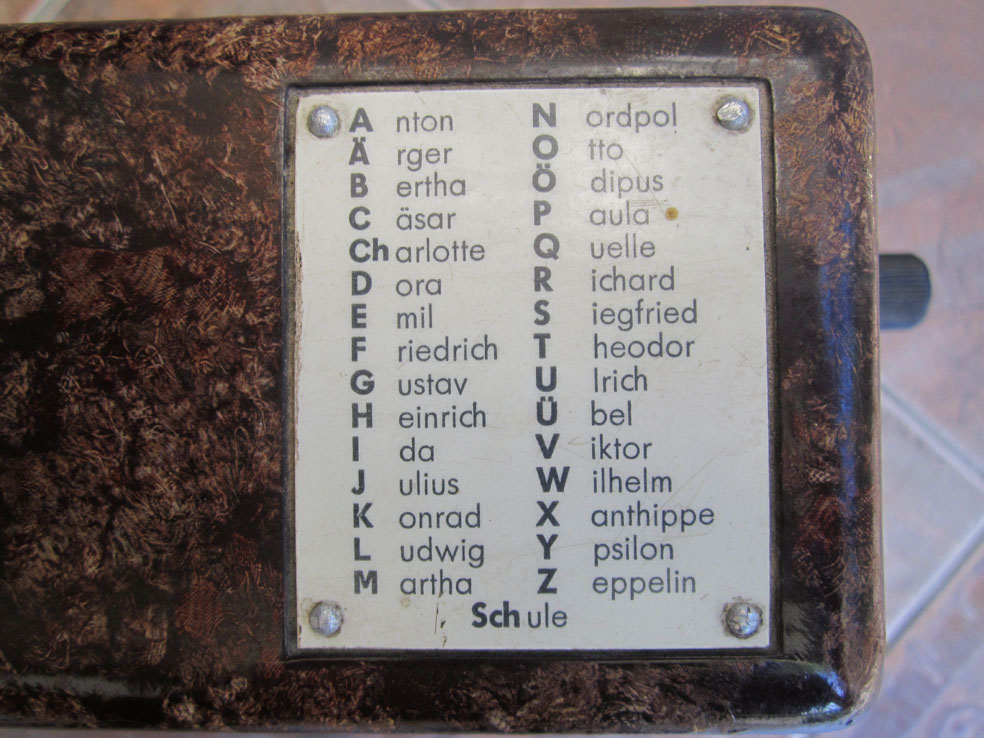 Anton
Ärger
Bertha
Cäsar
Charlotte
Dora
Emil
Friedrich
Gustav
Heinrich
Ida
Julius
Konrad
Ludwig
Martha
Nordpol
Otto
Ödipus
Paula
Quelle
Richard
Siegfried
Theodor
Ulrich
Übel
Viktor
Wilhelm
Xanthippe
Ypsilon
Zeppelin
Schule